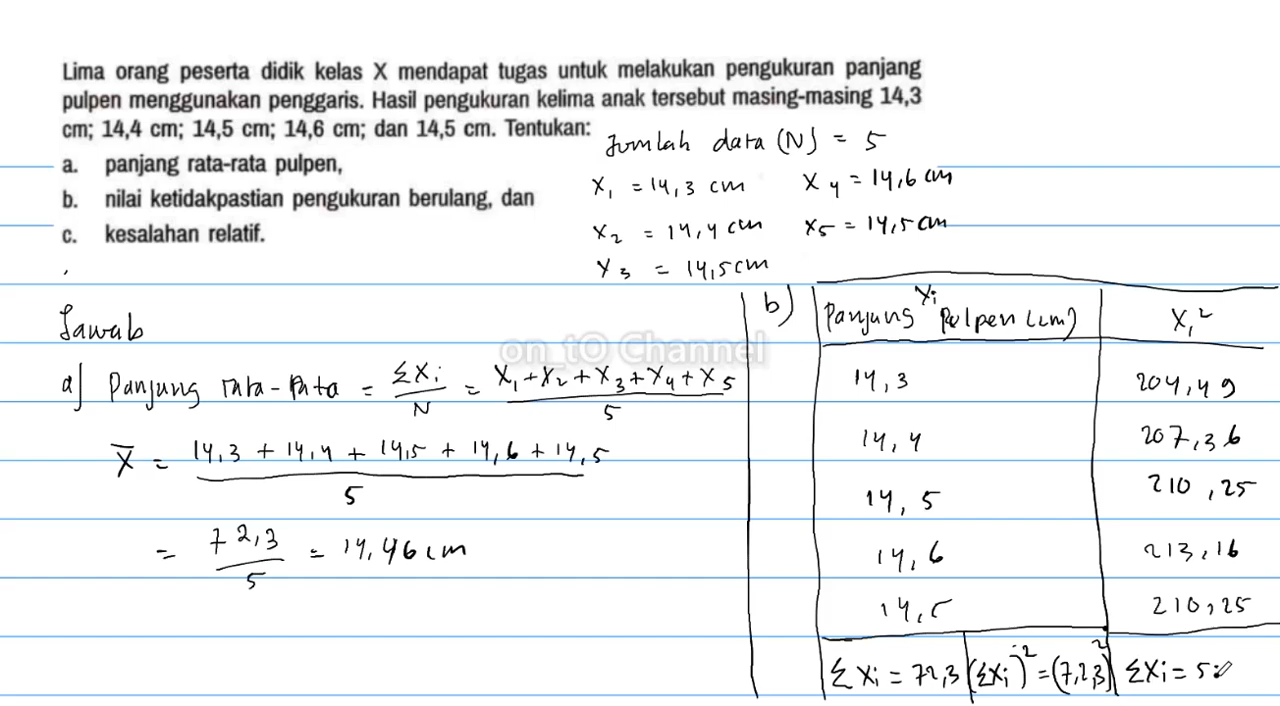 Lima orang peserta didik kelas X mendapat tugas untuk melakukan pengukuran panjang
pulpen menggunakan penggaris. Hasil pengukuran kelima anak tersebut masing-masing 14,3
cm; 14,4 cm; 14,5 cm; 14,6 cm; dan 14,5 cm. Tentukan:
a. panjang rata-rata pulpen,
b. nilai ketidakpastian pengukuran berulang, dan
c. kesalahan relatif.
Jumlah data (N) = 5
X₁ = 14,3 cm X₄ = 14,6 cm
X₂ = 14,4 cm X₅ = 14,5 cm
X₃ = 14,5 cm
Jawab
a) Panjang rata-rata = ΣXi/N = X₁+X₂+X₃+X₄+X₅/5
X̄ = 14,3 + 14,4 + 14,5 + 14,6 + 14,5/5
= 72,3/5 = 14,46 cm
on_tO Channel
b) Panjang Xi Pulpen (cm) X₁²
14,3 204,49
14,4 207,36
14,5 210,25
14,6 213,16
14,5 210,25
ΣXi = 72,3 (ΣXi)² = (7,2,3)² ΣXi = 5